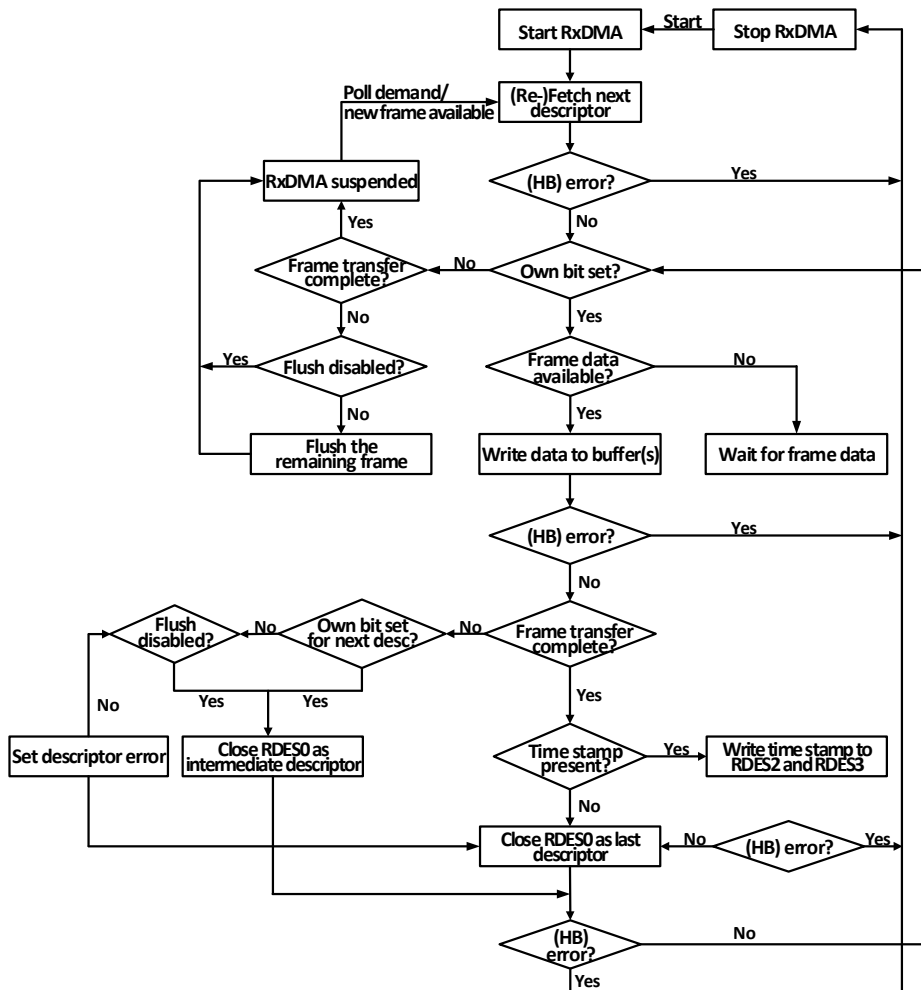 Start RxDMA
Start
Stop RxDMA
Poll demand/
new frame available
(Re-)Fetch next
descriptor
RxDMA suspended
(HB) error?
Yes
Yes
No
Frame transfer
complete?
No
Own bit set?
No
Yes
Yes
Flush disabled?
Frame data
available?
No
No
Yes
Flush the
remaining frame
Write data to buffer(s)
Wait for frame data
(HB) error?
Yes
No
Flush
disabled?
No
Own bit set
for next desc?
No
Frame transfer
complete?
No
Yes
Yes
Yes
Set descriptor error
Close RDES0 as
intermediate descriptor
Time stamp
present?
Yes
Write time stamp to
RDES2 and RDES3
No
Close RDES0 as last
descriptor
No
(HB) error?
Yes
(HB)
error?
No
Yes